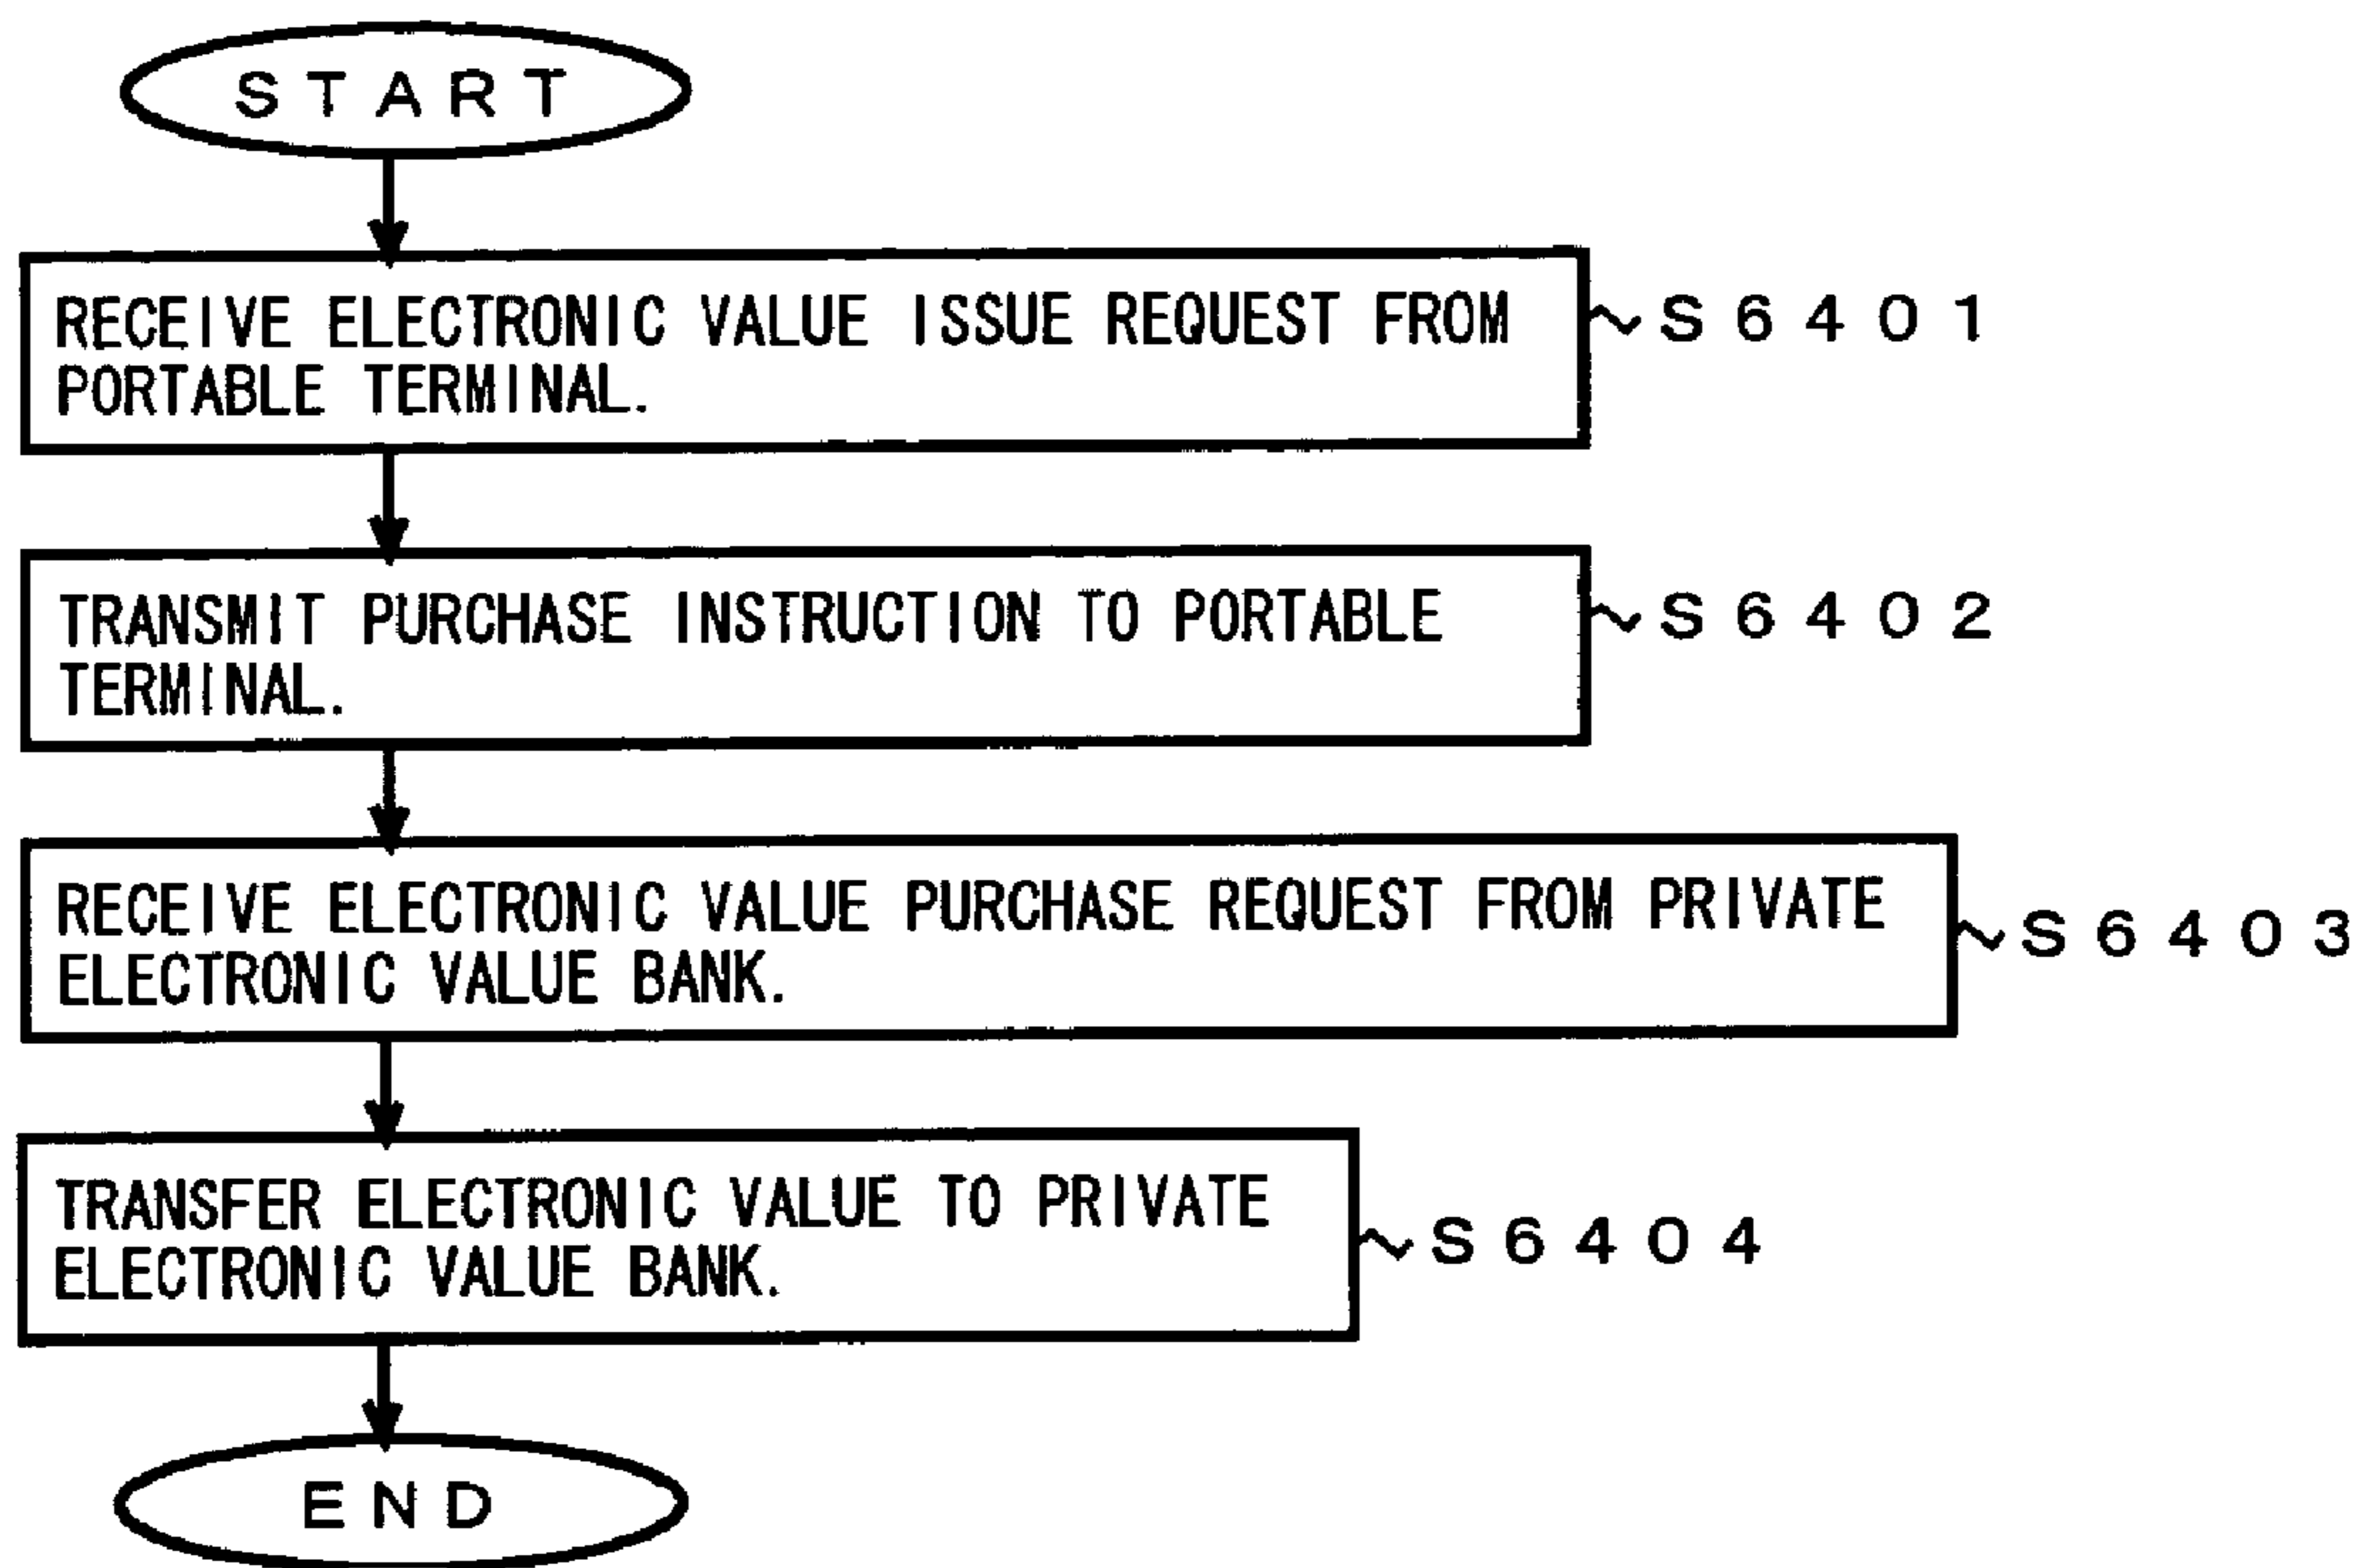 START
RECEIVE ELECTRONIC VALUE ISSUE REQUEST FROM
PORTABLE TERMINAL.
~S6401
TRANSMIT PURCHASE INSTRUCTION TO PORTABLE
TERMINAL.
~S6402
RECEIVE ELECTRONIC VALUE PURCHASE REQUEST FROM PRIVATE
ELECTRONIC VALUE BANK.
~S6403
TRANSFER ELECTRONIC VALUE TO PRIVATE
ELECTRONIC VALUE BANK.
~S6404
END